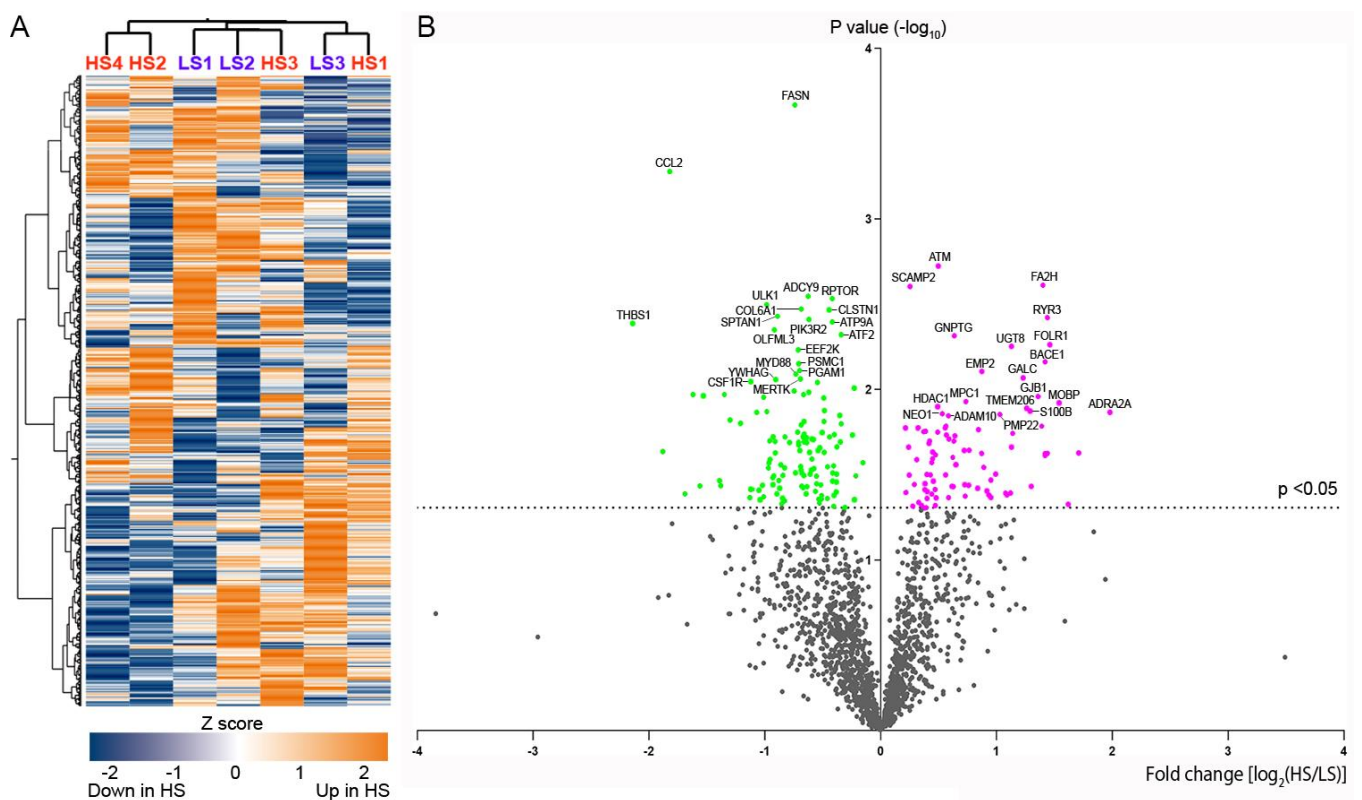 A
HS4 HS2 LS1 LS2 HS3 LS3 HS1
Z score
-2 -1 0 1 2
Down in HS Up in HS
B
P value (-log10)
4
FASN
CCL2
3
ATM
SCAMP2
FA2H
ADCY9
RPTOR
ULK1
COL6A1
CLSTN1
RYR3
THBS1
SPTAN1
ATP9A
PIK3R2
GNPTG
OLFML3
ATF2
UGT8
FOLR1
EEF2K
BACE1
MYD88
PSMC1
EMP2
GALC
YWHAG
PGAM1
CSF1R
MERTK
2
GJB1
HDAC1
MPC1
TMEM206
MOBP
ADRA2A
NEO1
ADAM10
S100B
PMP22
p <0.05
1
-4 -3 -2 -1 0 1 2 3 4
Fold change [log2(HS/LS)]